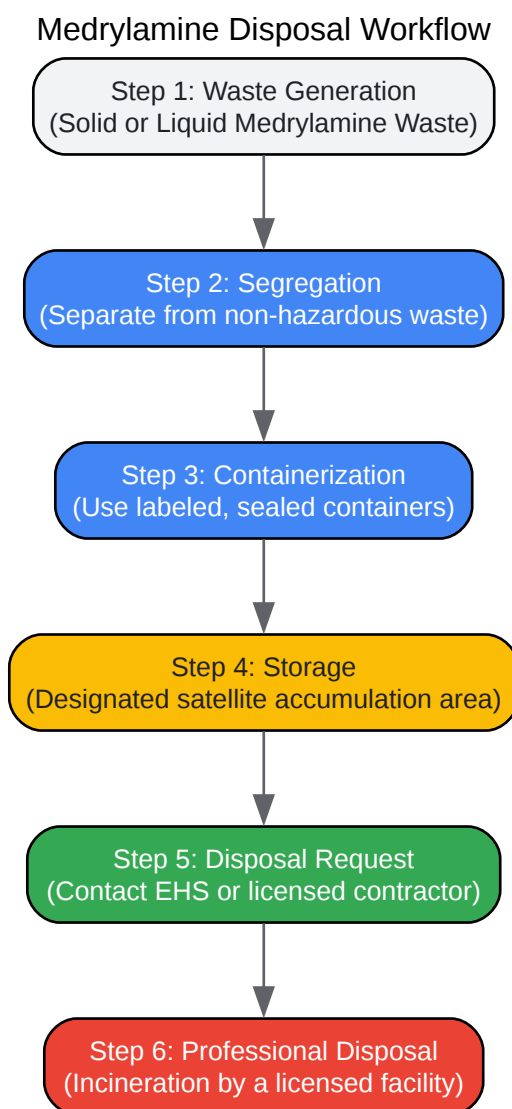 Medrylamine Disposal Workflow
Step 1: Waste Generation
(Solid or Liquid Medrylamine Waste)
Step 2: Segregation
(Separate from non-hazardous waste)
Step 3: Containerization
(Use labeled, sealed containers)
Step 4: Storage
(Designated satellite accumulation area)
Step 5: Disposal Request
(Contact EHS or licensed contractor)
Step 6: Professional Disposal
(Incineration by a licensed facility)